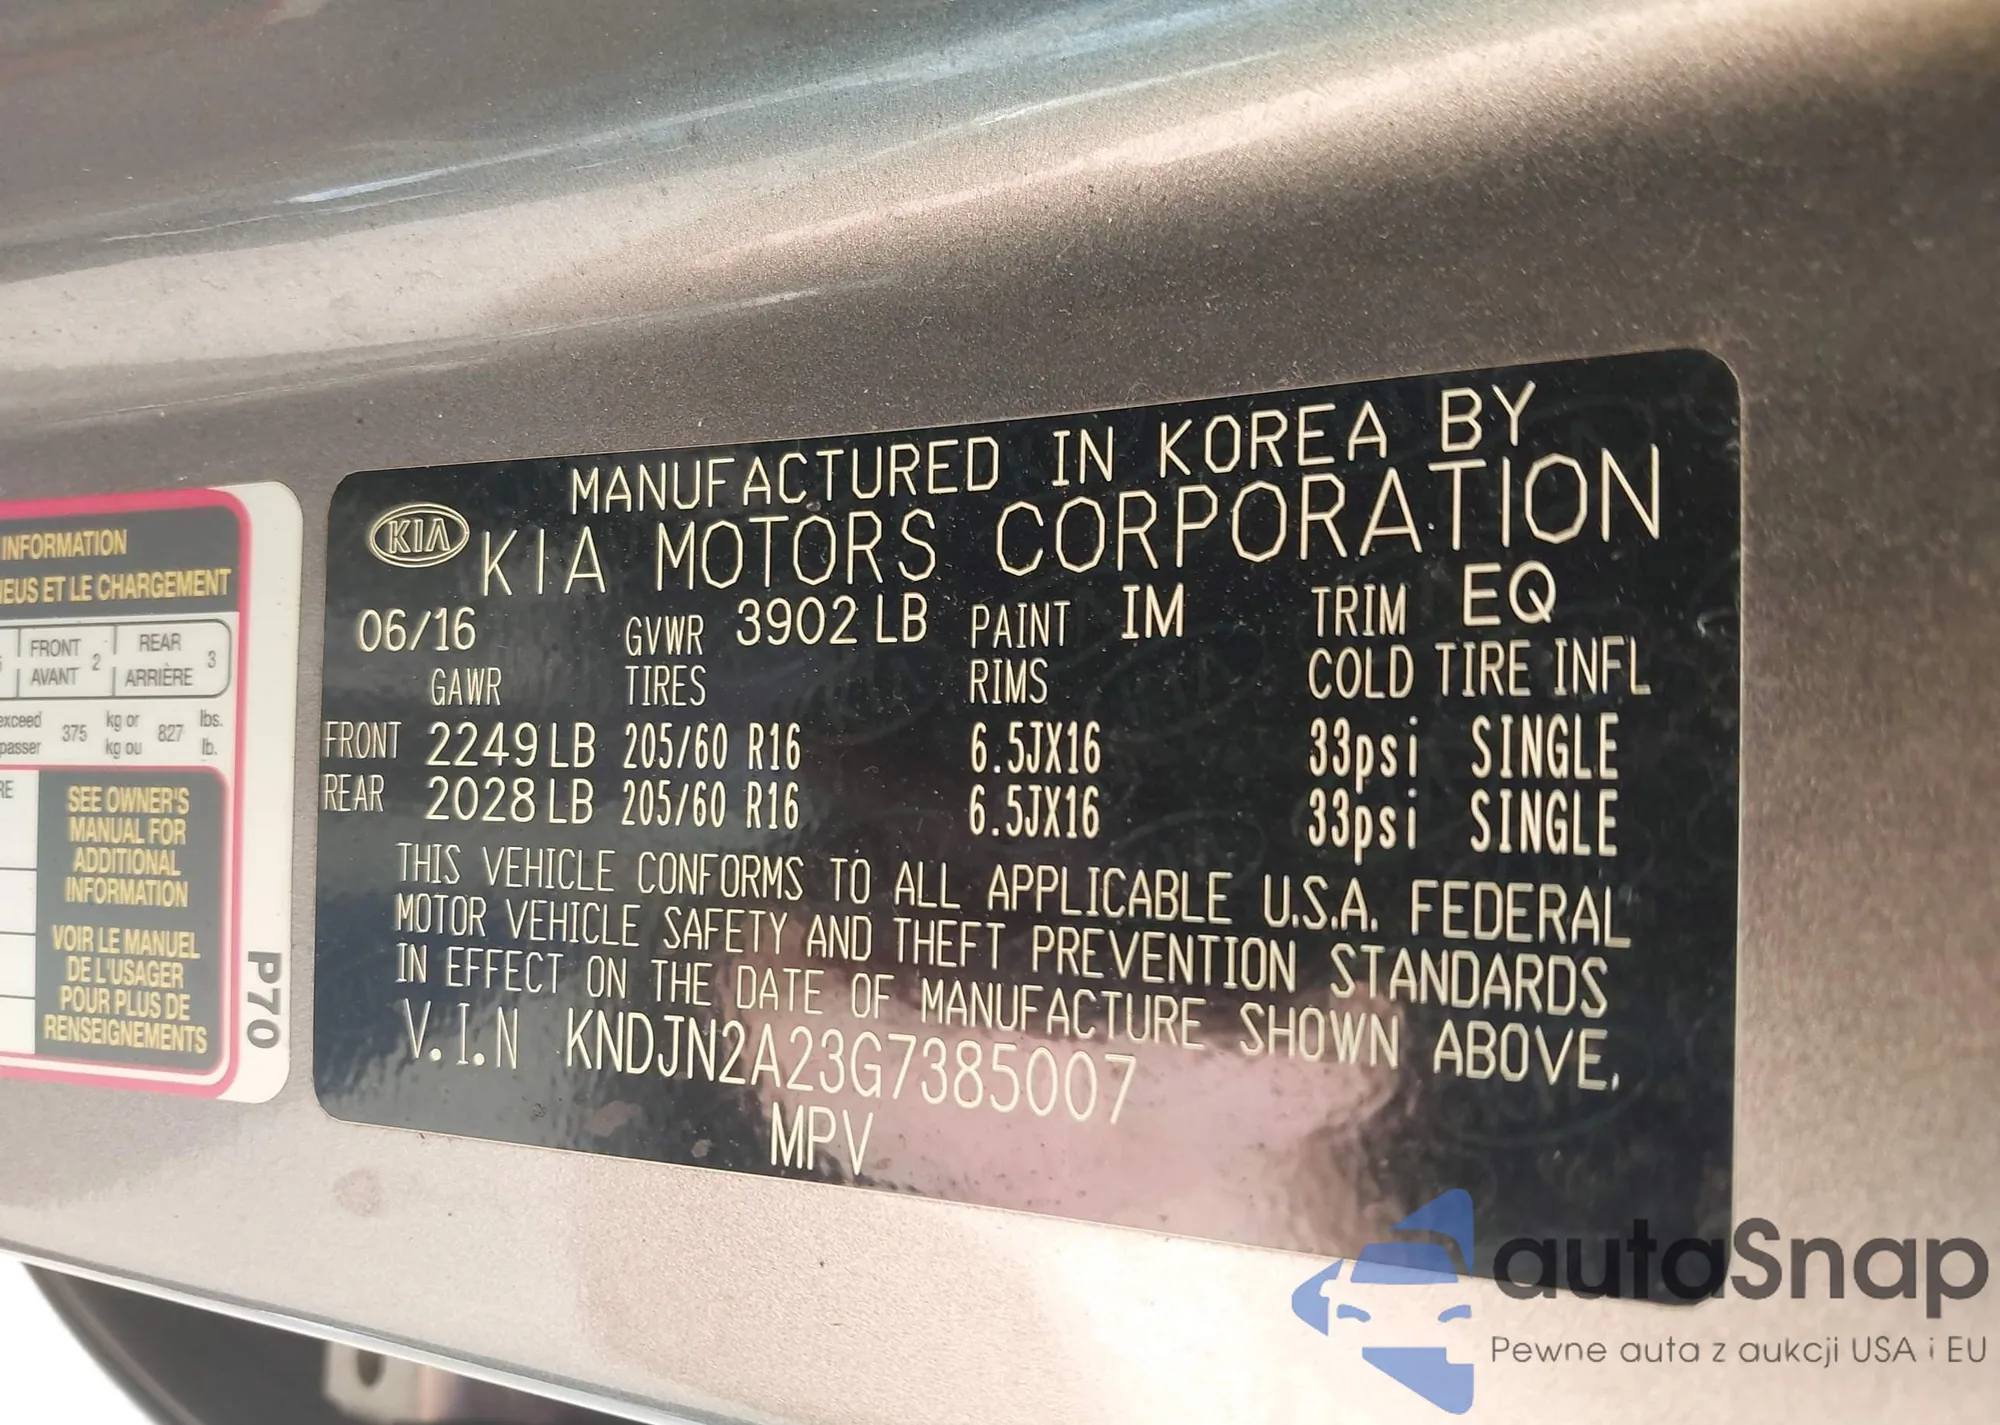 INFORMATION
NEUS ET LE CHARGEMENT
FRONT 2 REAR 3
AVANT ARRIÈRE
exceed 375 kg or 827 lbs.
passer kg ou lb.
SEE OWNER'S
MANUAL FOR
ADDITIONAL
INFORMATION
VOIR LE MANUEL
DE L'USAGER
POUR PLUS DE
RENSEIGNEMENTS
P70
MANUFACTURED IN KOREA BY
KIA KIA MOTORS CORPORATION
06/16 GVWR 3902 LB PAINT IM TRIM EQ
GAWR TIRES RIMS COLD TIRE INFL
FRONT 2249 LB 205/60 R16 6.5JX16 33psi SINGLE
REAR 2028 LB 205/60 R16 6.5JX16 33psi SINGLE
THIS VEHICLE CONFORMS TO ALL APPLICABLE U.S.A. FEDERAL
MOTOR VEHICLE SAFETY AND THEFT PREVENTION STANDARDS
IN EFFECT ON THE DATE OF MANUFACTURE SHOWN ABOVE.
V.I.N KNDJN2A23G7385007
MPV
autaSnap
Pewne auta z aukcji USA i EU